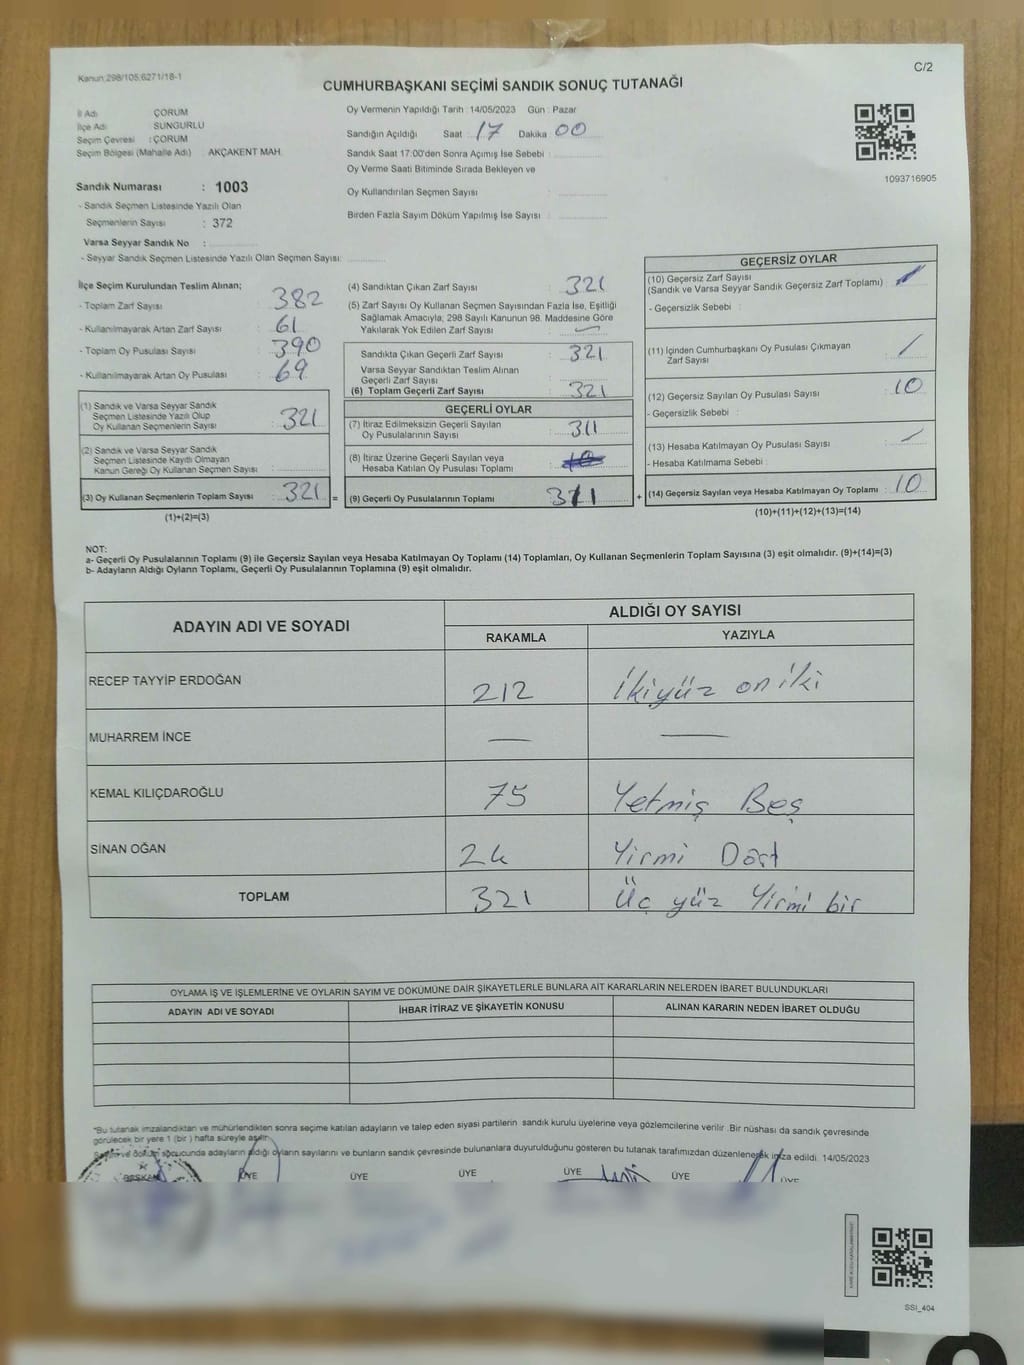 Kanun:298/105,6271/18-1
C/2
CUMHURBAŞKANI SEÇİMİ SANDIK SONUÇ TUTANAĞI
İl Adı : ÇORUM
İlçe Adı : SUNGURLU
Seçim Çevresi : ÇORUM
Seçim Bölgesi (Mahalle Adı) : AKÇAKENT MAH.
Sandık Numarası : 1003
- Sandık Seçmen Listesinde Yazılı Olan
Seçmenlerin Sayısı : 372
Varsa Seyyar Sandık No :
- Seyyar Sandık Seçmen Listesinde Yazılı Olan Seçmen Sayısı:
Oy Vermenin Yapıldığı Tarih : 14/05/2023 Gün : Pazar
Sandığın Açıldığı Saat : 17 Dakika : 00
Sandık Saat 17:00'den Sonra Açımış İse Sebebi :
Oy Verme Saati Bitiminde Sırada Bekleyen ve
Oy Kullandırılan Seçmen Sayısı :
Birden Fazla Sayım Döküm Yapılmış İse Sayısı :
1093716905
İlçe Seçim Kurulundan Teslim Alınan;
- Toplam Zarf Sayısı : 382
- Kullanılmayarak Artan Zarf Sayısı : 61
- Toplam Oy Pusulası Sayısı : 390
- Kullanılmayarak Artan Oy Pusulası : 69
(1) Sandık ve Varsa Seyyar Sandık
Seçmen Listesinde Yazılı Olup
Oy Kullanan Seçmenlerin Sayısı : 321
(2) Sandık ve Varsa Seyyar Sandık
Seçmen Listesinde Kayıtlı Olmayan
Kanun Gereği Oy Kullanan Seçmen Sayısı :
(3) Oy Kullanan Seçmenlerin Toplam Sayısı : 321 =
(1)+(2)=(3)
(4) Sandıktan Çıkan Zarf Sayısı : 321
(5) Zarf Sayısı Oy Kullanan Seçmen Sayısından Fazla İse, Eşitliği
Sağlamak Amacıyla, 298 Sayılı Kanunun 98. Maddesine Göre
Yakılarak Yok Edilen Zarf Sayısı : —
Sandıkta Çıkan Geçerli Zarf Sayısı : 321
Varsa Seyyar Sandıktan Teslim Alınan
Geçerli Zarf Sayısı :
(6) Toplam Geçerli Zarf Sayısı : 321
GEÇERLİ OYLAR
(7) İtiraz Edilmeksizin Geçerli Sayılan
Oy Pusulalarının Sayısı : 311
(8) İtiraz Üzerine Geçerli Sayılan veya
Hesaba Katılan Oy Pusulası Toplamı :
(9) Geçerli Oy Pusulalarının Toplamı : 311 +
GEÇERSİZ OYLAR
(10) Geçersiz Zarf Sayısı
(Sandık ve Varsa Seyyar Sandık Geçersiz Zarf Toplamı) :
- Geçersizlik Sebebi :
(11) İçinden Cumhurbaşkanı Oy Pusulası Çıkmayan
Zarf Sayısı : /
(12) Geçersiz Sayılan Oy Pusulası Sayısı : 10
- Geçersizlik Sebebi :
(13) Hesaba Katılmayan Oy Pusulası Sayısı : /
- Hesaba Katılmama Sebebi :
(14) Geçersiz Sayılan veya Hesaba Katılmayan Oy Toplamı : 10
(10)+(11)+(12)+(13)=(14)
NOT:
a- Geçerli Oy Pusulalarının Toplamı (9) ile Geçersiz Sayılan veya Hesaba Katılmayan Oy Toplamı (14) Toplamları, Oy Kullanan Seçmenlerin Toplam Sayısına (3) eşit olmalıdır. (9)+(14)=(3)
b- Adayların Aldığı Oyların Toplamı, Geçerli Oy Pusulalarının Toplamına (9) eşit olmalıdır.
ADAYIN ADI VE SOYADI
ALDIĞI OY SAYISI
RAKAMLA YAZIYLA
RECEP TAYYİP ERDOĞAN 212 İkiyüz on iki
MUHARREM İNCE — —
KEMAL KILIÇDAROĞLU 75 Yetmiş Beş
SİNAN OĞAN 24 Yirmi Dört
TOPLAM 321 Üç yüz Yirmi bir
OYLAMA İŞ VE İŞLEMLERİNE VE OYLARIN SAYIM VE DÖKÜMÜNE DAİR ŞİKAYETLERLE BUNLARA AİT KARARLARIN NELERDEN İBARET BULUNDUKLARI
ADAYIN ADI VE SOYADI İHBAR İTİRAZ VE ŞİKAYETİN KONUSU ALINAN KARARIN NEDEN İBARET OLDUĞU
"Bu tutanak imzalandıktan ve mühürlendikten sonra seçime katılan adayların ve talep eden siyasi partilerin sandık kurulu üyelerine veya gözlemcilerine verilir. Bir nüshası da sandık çevresinde
görülecek bir yere 1 (bir) hafta süreyle asılır.
Sayım ve döküm sonucunda adayların aldığı oyların sayılarını ve bunların sandık çevresinde bulunanlara duyurulduğunu gösteren bu tutanak tarafımızdan düzenlenerek imza edildi. 14/05/2023
BAŞKAN ÜYE ÜYE ÜYE ÜYE ÜYE ÜYE
SSI_404